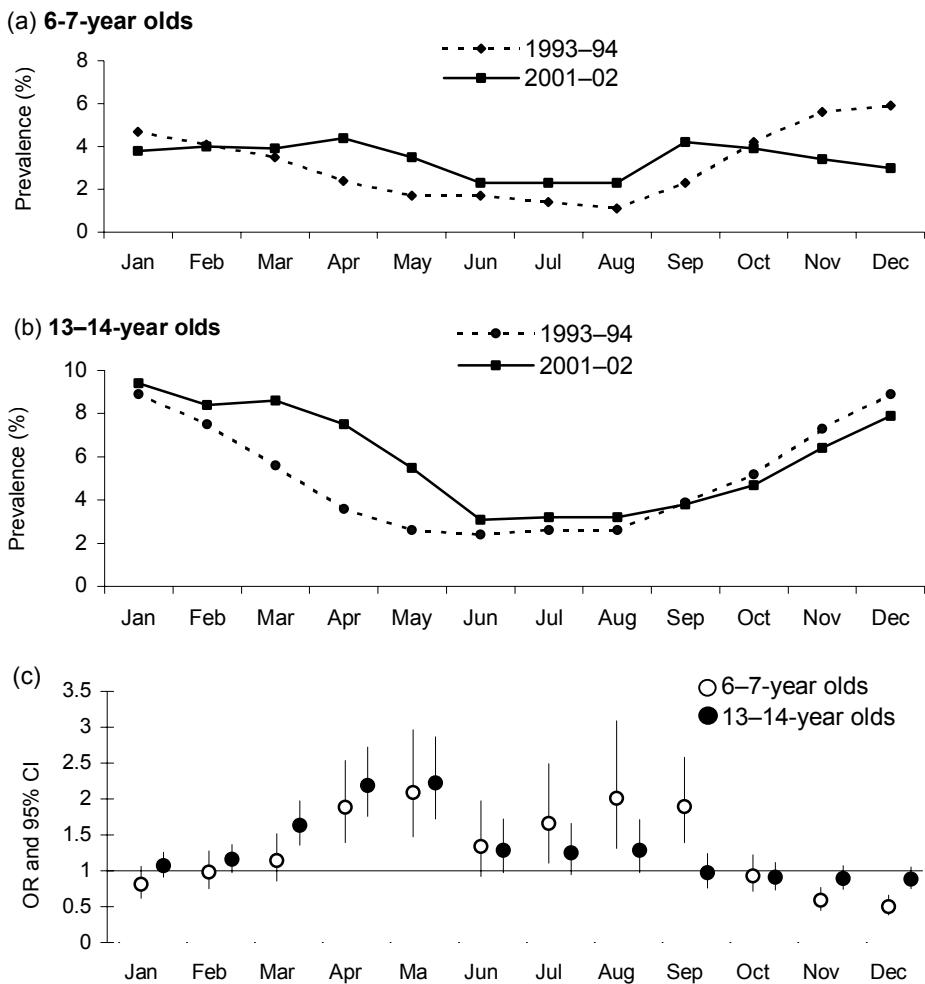 (a) 6-7-year olds
1993–94
2001–02
Prevalence (%)
8
6
4
2
0
Jan Feb Mar Apr May Jun Jul Aug Sep Oct Nov Dec
(b) 13–14-year olds
1993–94
2001–02
Prevalence (%)
10
8
6
4
2
0
Jan Feb Mar Apr May Jun Jul Aug Sep Oct Nov Dec
(c)
6–7-year olds
13–14-year olds
OR and 95% CI
3.5
3
2.5
2
1.5
1
0.5
0
Jan Feb Mar Apr Ma Jun Jul Aug Sep Oct Nov Dec